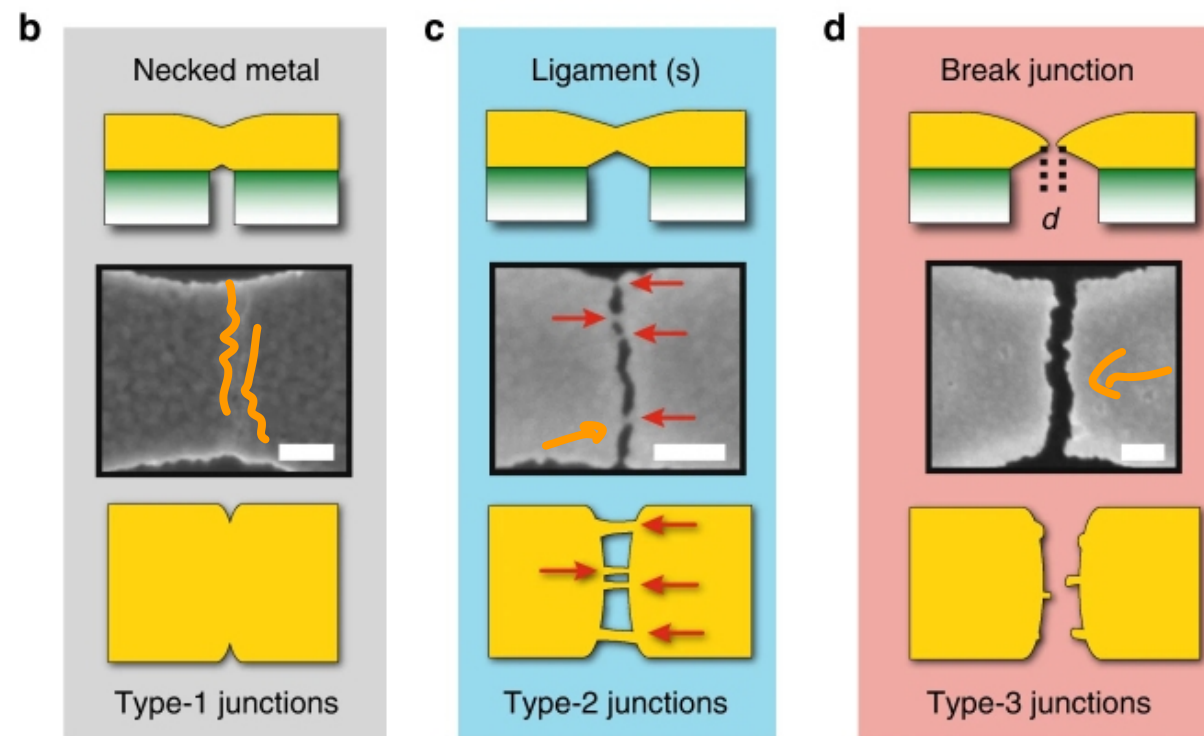 b
Necked metal
Type-1 junctions
c
Ligament (s)
Type-2 junctions
d
Break junction
d
Type-3 junctions